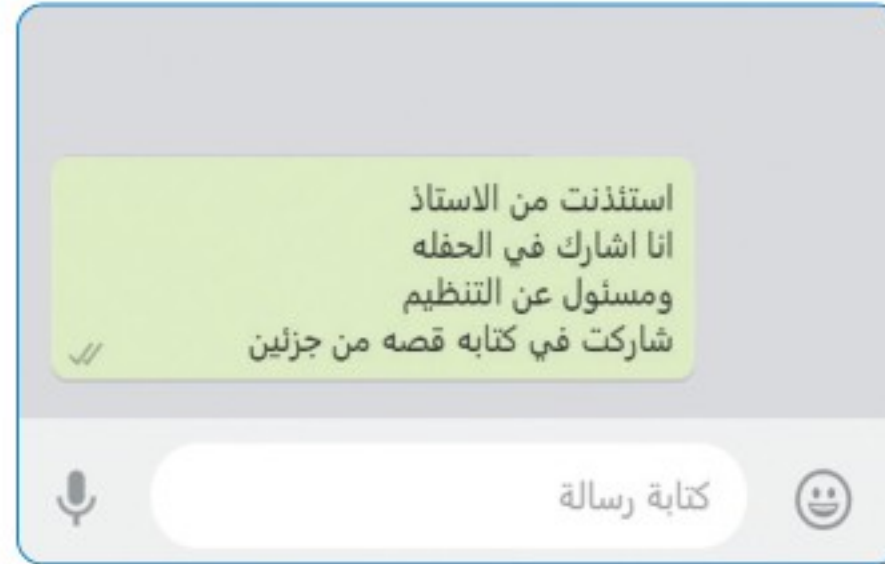 استئذنت من الاستاذ
انا اشارك في الحفله
ومسئول عن التنظيم
شاركت في كتابه قصه من جزئين
كتابة رسالة